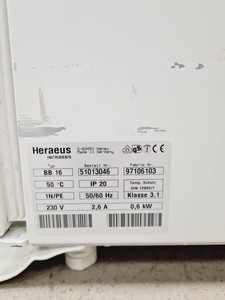 Heraeus
INSTRUMENTS
D-63450 Hanau
Made in Germany
Typ Bestell Nr. Fabrik Nr.
BB 16 51013046 97106103
50 °C IP 20 Temp. Schutz
DIN 12880/1
1N/PE 50/60 Hz Klasse 3.1
230 V 2,6 A 0,6 kW